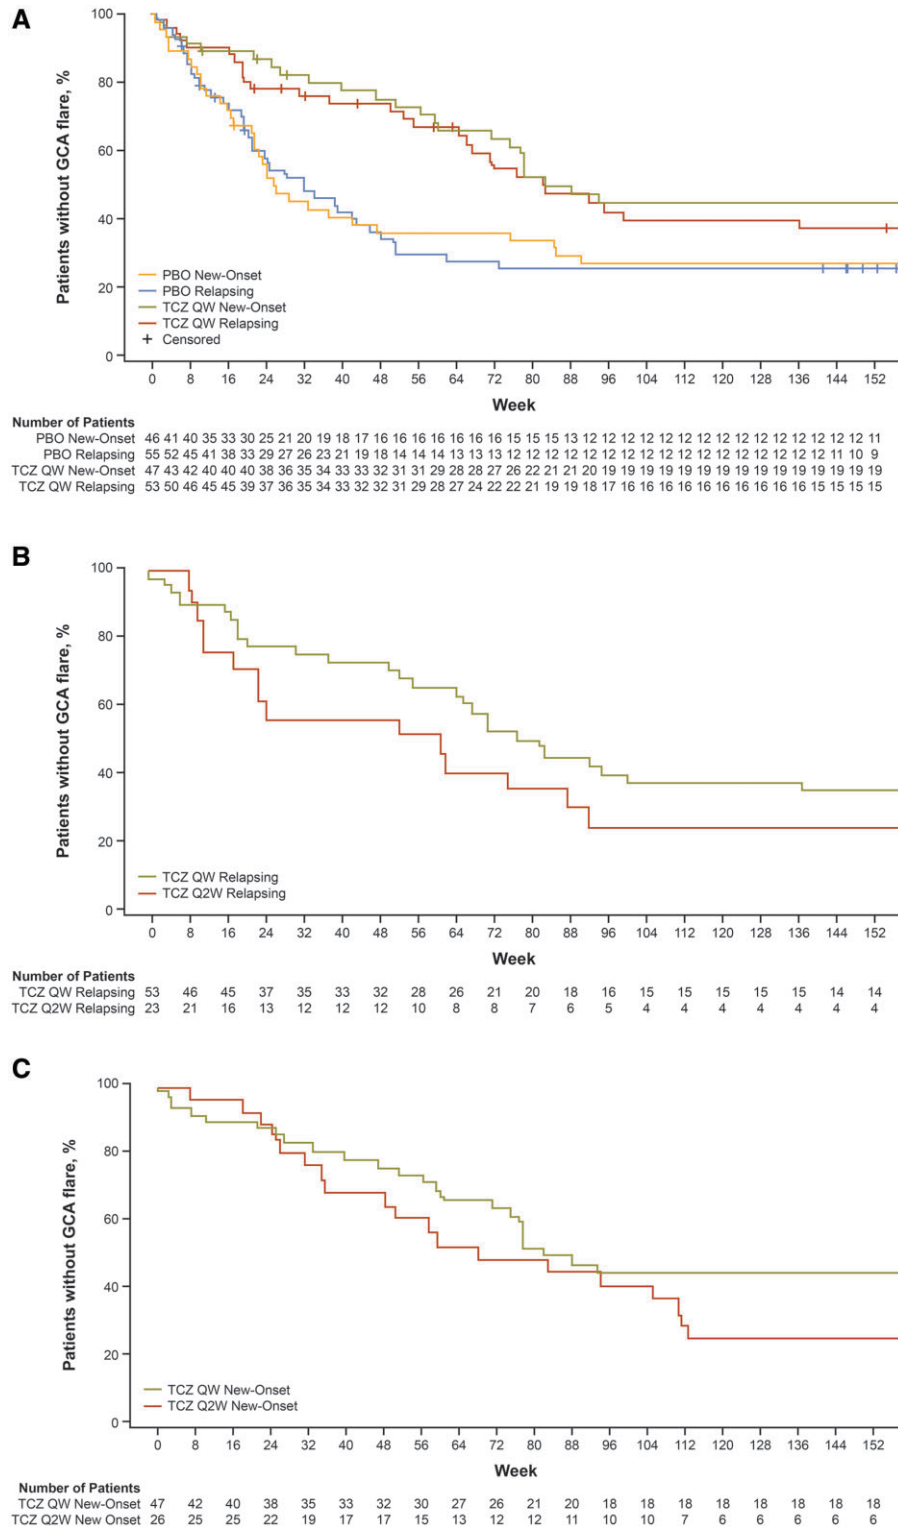 A
100
80
60
40
20
0
Patients without GCA flare, %
PBO New-Onset
PBO Relapsing
TCZ QW New-Onset
TCZ QW Relapsing
+ Censored
0 8 16 24 32 40 48 56 64 72 80 88 96 104 112 120 128 136 144 152
Week
Number of Patients
PBO New-Onset 46 41 40 35 33 30 25 21 20 19 18 17 16 16 16 16 16 16 16 15 15 15 13 12 12 12 12 12 12 12 12 12 12 12 12 12 12 12 11
PBO Relapsing 55 52 45 41 38 33 29 27 26 23 21 19 18 14 14 14 13 13 13 12 12 12 12 12 12 12 12 12 12 12 12 12 12 12 12 12 11 10 9
TCZ QW New-Onset 47 43 42 40 40 40 38 36 35 34 33 33 32 31 31 29 28 28 27 26 22 21 21 20 19 19 19 19 19 19 19 19 19 19 19 19 19 19 19
TCZ QW Relapsing 53 50 46 45 45 39 37 36 35 34 33 32 32 31 29 28 27 24 22 22 21 19 19 18 17 16 16 16 16 16 16 16 16 16 16 15 15 15 15
B
100
80
60
40
20
0
Patients without GCA flare, %
TCZ QW Relapsing
TCZ Q2W Relapsing
0 8 16 24 32 40 48 56 64 72 80 88 96 104 112 120 128 136 144 152
Week
Number of Patients
TCZ QW Relapsing 53 46 45 37 35 33 32 28 26 21 20 18 16 15 15 15 15 15 14 14
TCZ Q2W Relapsing 23 21 16 13 12 12 12 10 8 8 7 6 5 4 4 4 4 4 4 4
C
100
80
60
40
20
0
Patients without GCA flare, %
TCZ QW New-Onset
TCZ Q2W New-Onset
0 8 16 24 32 40 48 56 64 72 80 88 96 104 112 120 128 136 144 152
Week
Number of Patients
TCZ QW New-Onset 47 42 40 38 35 33 32 30 27 26 21 20 18 18 18 18 18 18 18 18
TCZ Q2W New Onset 26 25 25 22 19 17 17 15 13 12 12 11 10 10 7 6 6 6 6 6